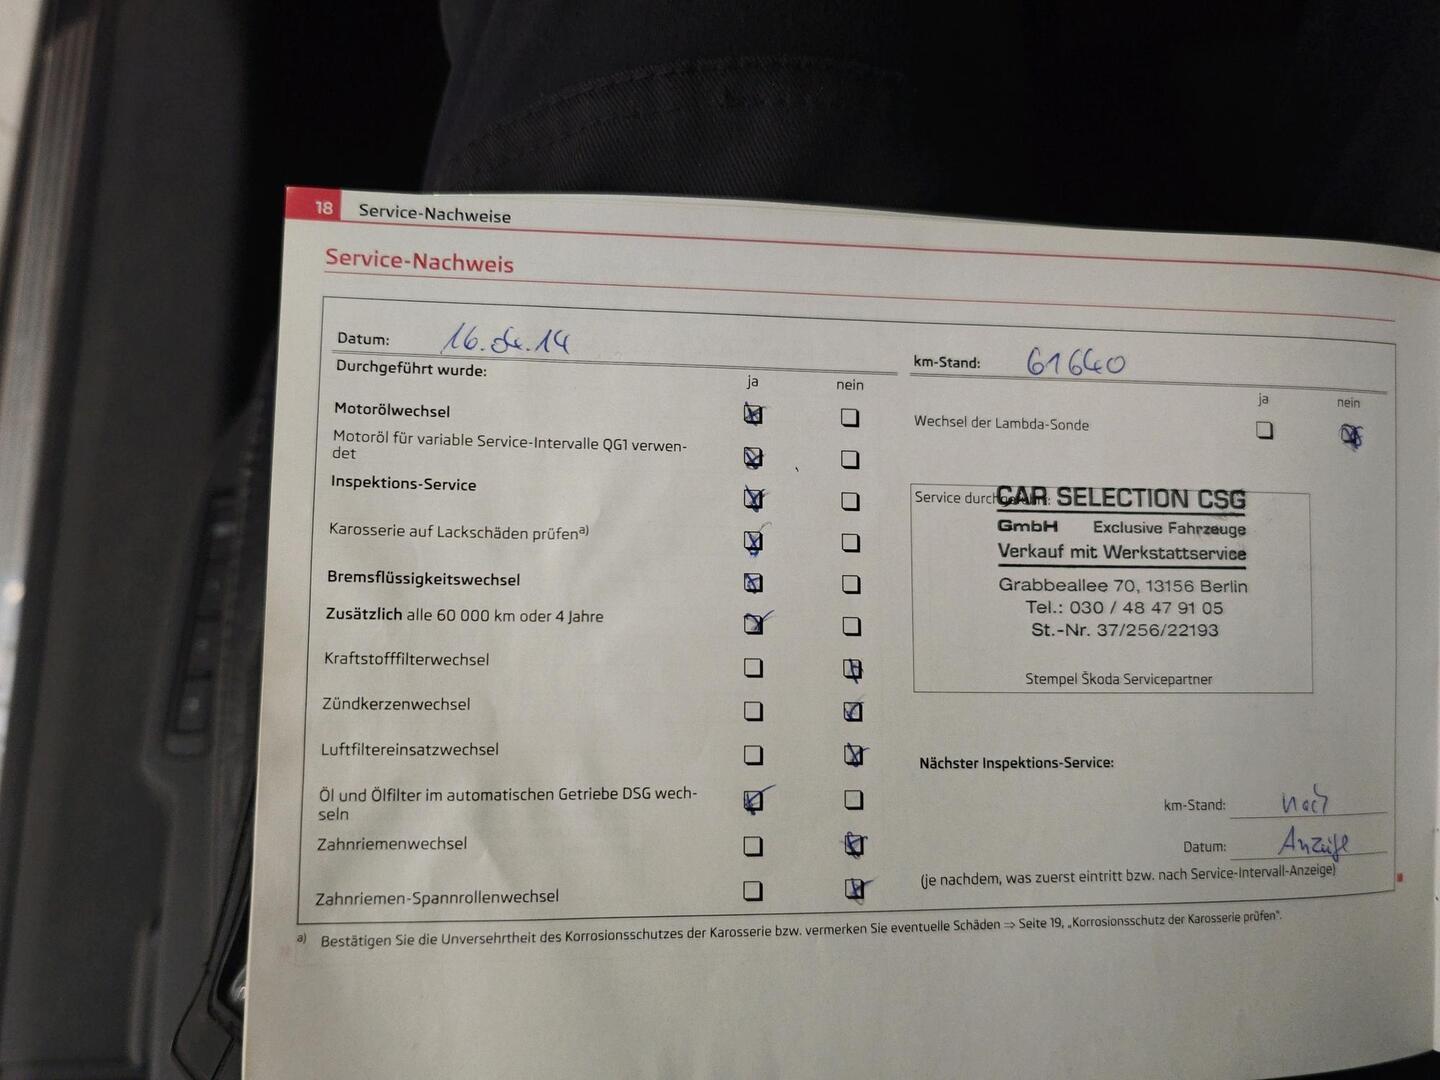 18 Service-Nachweise
Service-Nachweis
Datum: 16.04.14
km-Stand: 61640
Durchgeführt wurde:
ja nein
ja nein
Motorölwechsel
Wechsel der Lambda-Sonde
Motoröl für variable Service-Intervalle QG1 verwen-
det
Inspektions-Service
Service durchgeführt:
CAR SELECTION CSG
GmbH Exclusive Fahrzeuge
Verkauf mit Werkstattservice
Grabbeallee 70, 13156 Berlin
Tel.: 030 / 48 47 91 05
St.-Nr. 37/256/22193
Stempel Škoda Servicepartner
Karosserie auf Lackschäden prüfen a)
Bremsflüssigkeitswechsel
Zusätzlich alle 60 000 km oder 4 Jahre
Kraftstofffilterwechsel
Zündkerzenwechsel
Luftfiltereinsatzwechsel
Öl und Ölfilter im automatischen Getriebe DSG wech-
seln
Zahnriemenwechsel
Zahnriemen-Spannrollenwechsel
Nächster Inspektions-Service:
km-Stand: nach
Datum: Anzeige
(je nachdem, was zuerst eintritt bzw. nach Service-Intervall-Anzeige)
a) Bestätigen Sie die Unversehrtheit des Korrosionsschutzes der Karosserie bzw. vermerken Sie eventuelle Schäden ⇒ Seite 19, „Korrosionsschutz der Karosserie prüfen“.